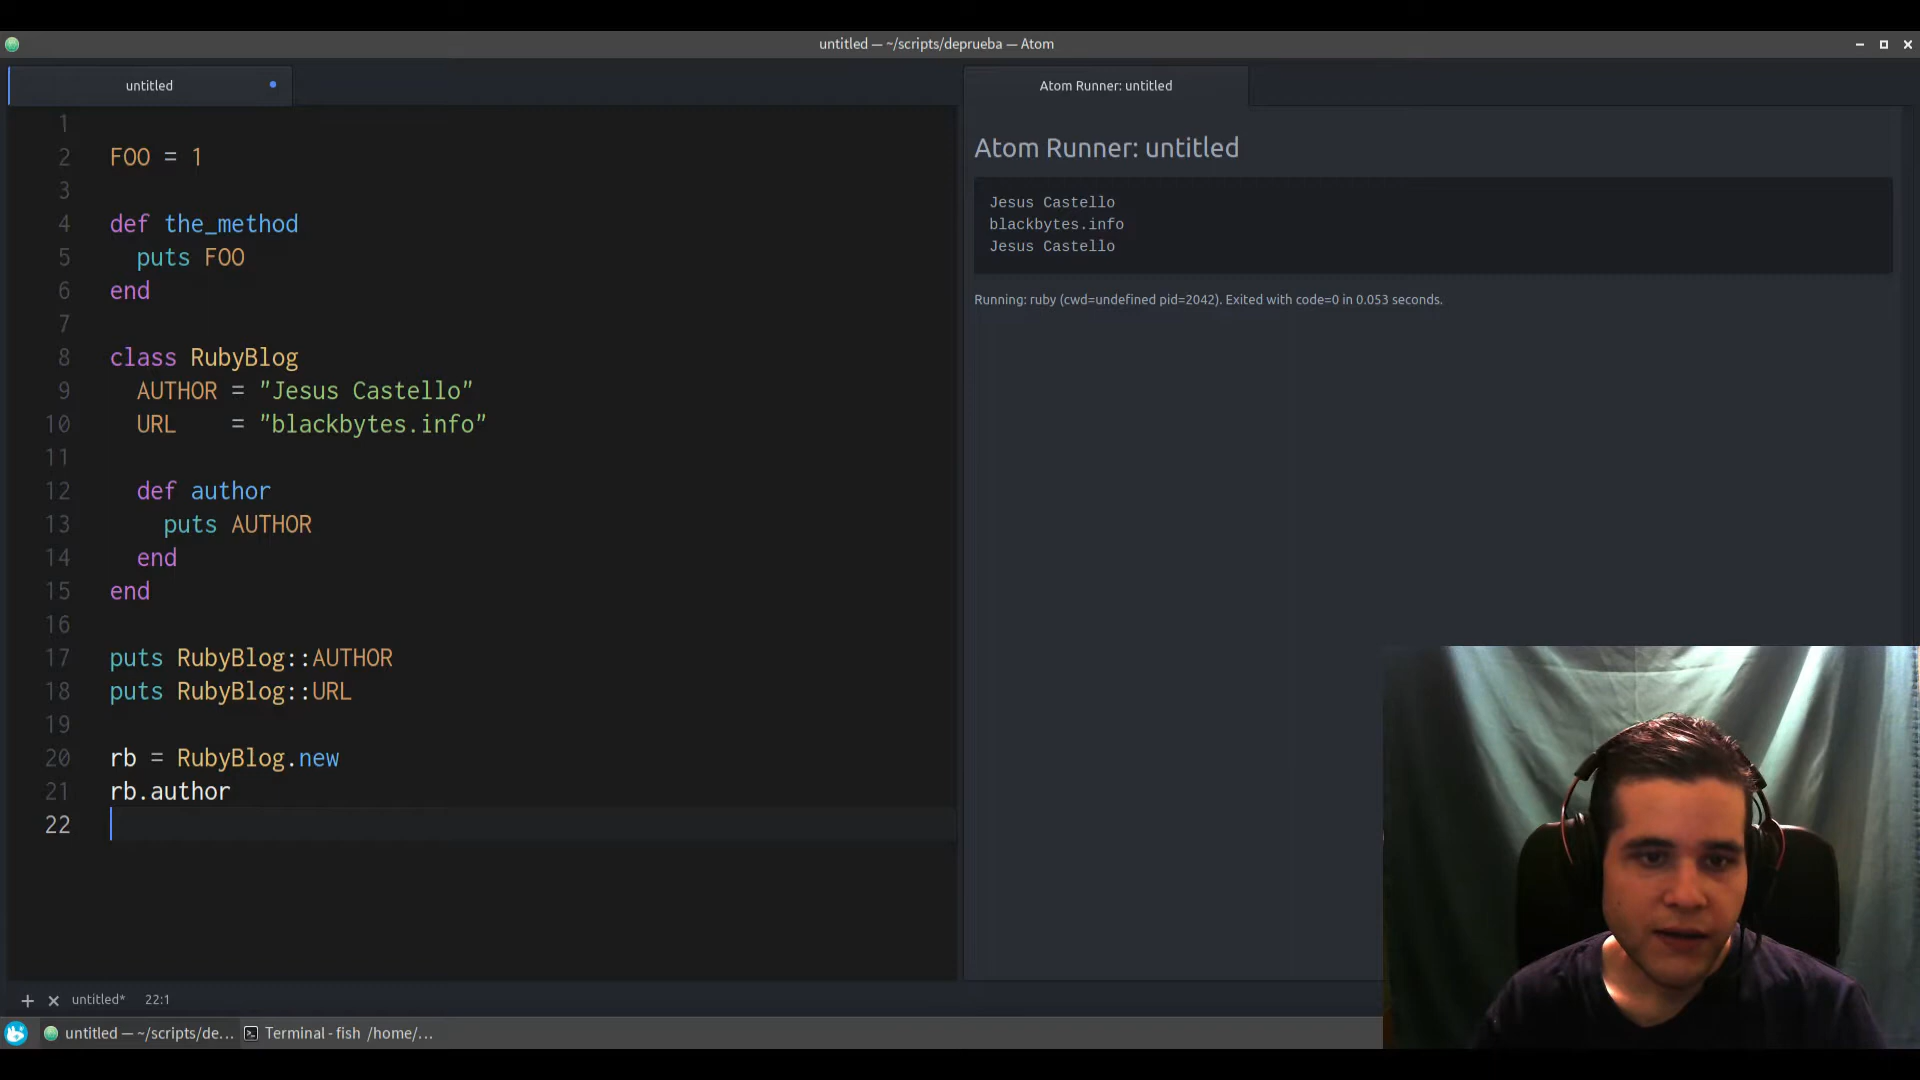 untitled — ~/scripts/deprueba — Atom
untitled
Atom Runner: untitled
1
2 FOO = 1
3
4 def the_method
5 puts FOO
6 end
7
8 class RubyBlog
9 AUTHOR = "Jesus Castello"
10 URL = "blackbytes.info"
11
12 def author
13 puts AUTHOR
14 end
15 end
16
17 puts RubyBlog::AUTHOR
18 puts RubyBlog::URL
19
20 rb = RubyBlog.new
21 rb.author
22
Atom Runner: untitled
Jesus Castello
blackbytes.info
Jesus Castello
Running: ruby (cwd=undefined pid=2042). Exited with code=0 in 0.053 seconds.
untitled* 22:1
untitled — ~/scripts/de...
Terminal - fish /home/...